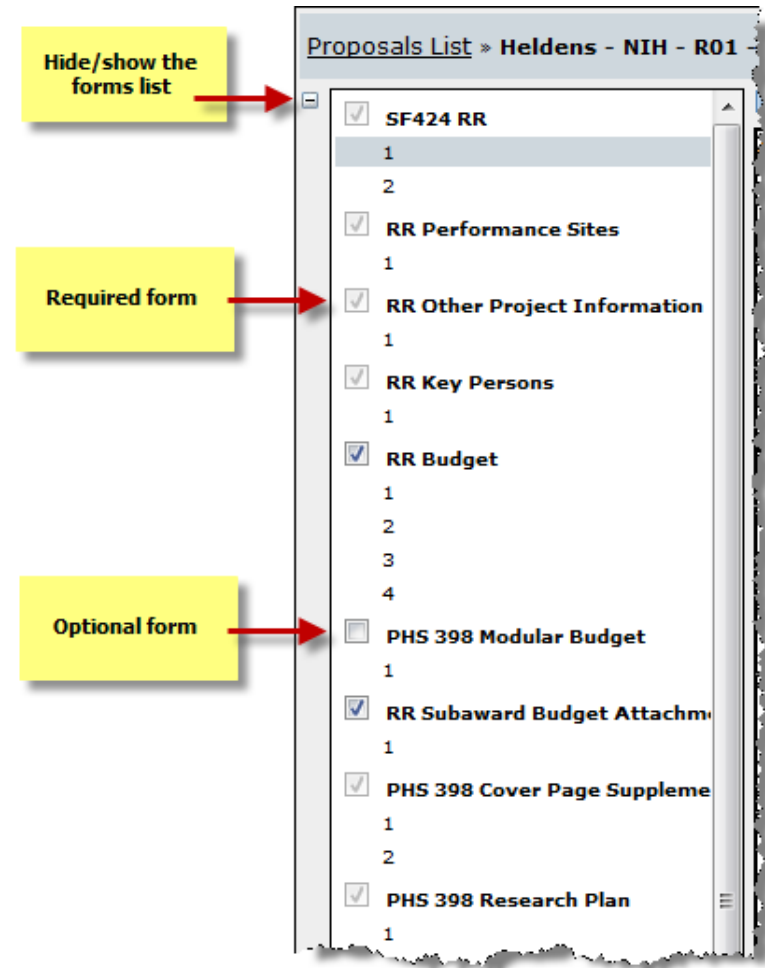 Proposals List » Heldens - NIH - R01 -
Hide/show the
forms list
SF424 RR
1
2
RR Performance Sites
1
Required form
RR Other Project Information
1
RR Key Persons
1
RR Budget
1
2
3
4
Optional form
PHS 398 Modular Budget
1
RR Subaward Budget Attachm
1
PHS 398 Cover Page Suppleme
1
2
PHS 398 Research Plan
1